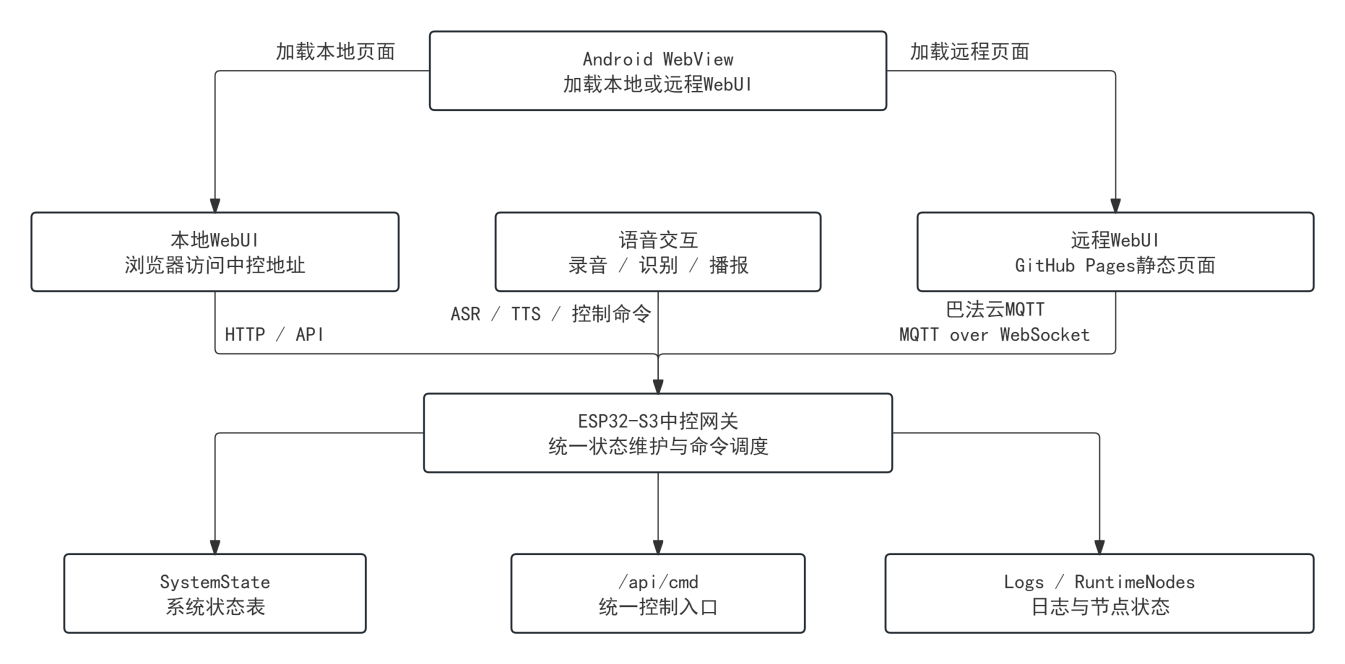 加载本地页面
Android WebView
加载本地或远程WebUI
加载远程页面
本地WebUI
浏览器访问中控地址
语音交互
录音 / 识别 / 播报
远程WebUI
GitHub Pages静态页面
HTTP / API
ASR / TTS / 控制命令
巴法云MQTT
MQTT over WebSocket
ESP32-S3中控网关
统一状态维护与命令调度
SystemState
系统状态表
/api/cmd
统一控制入口
Logs / RuntimeNodes
日志与节点状态